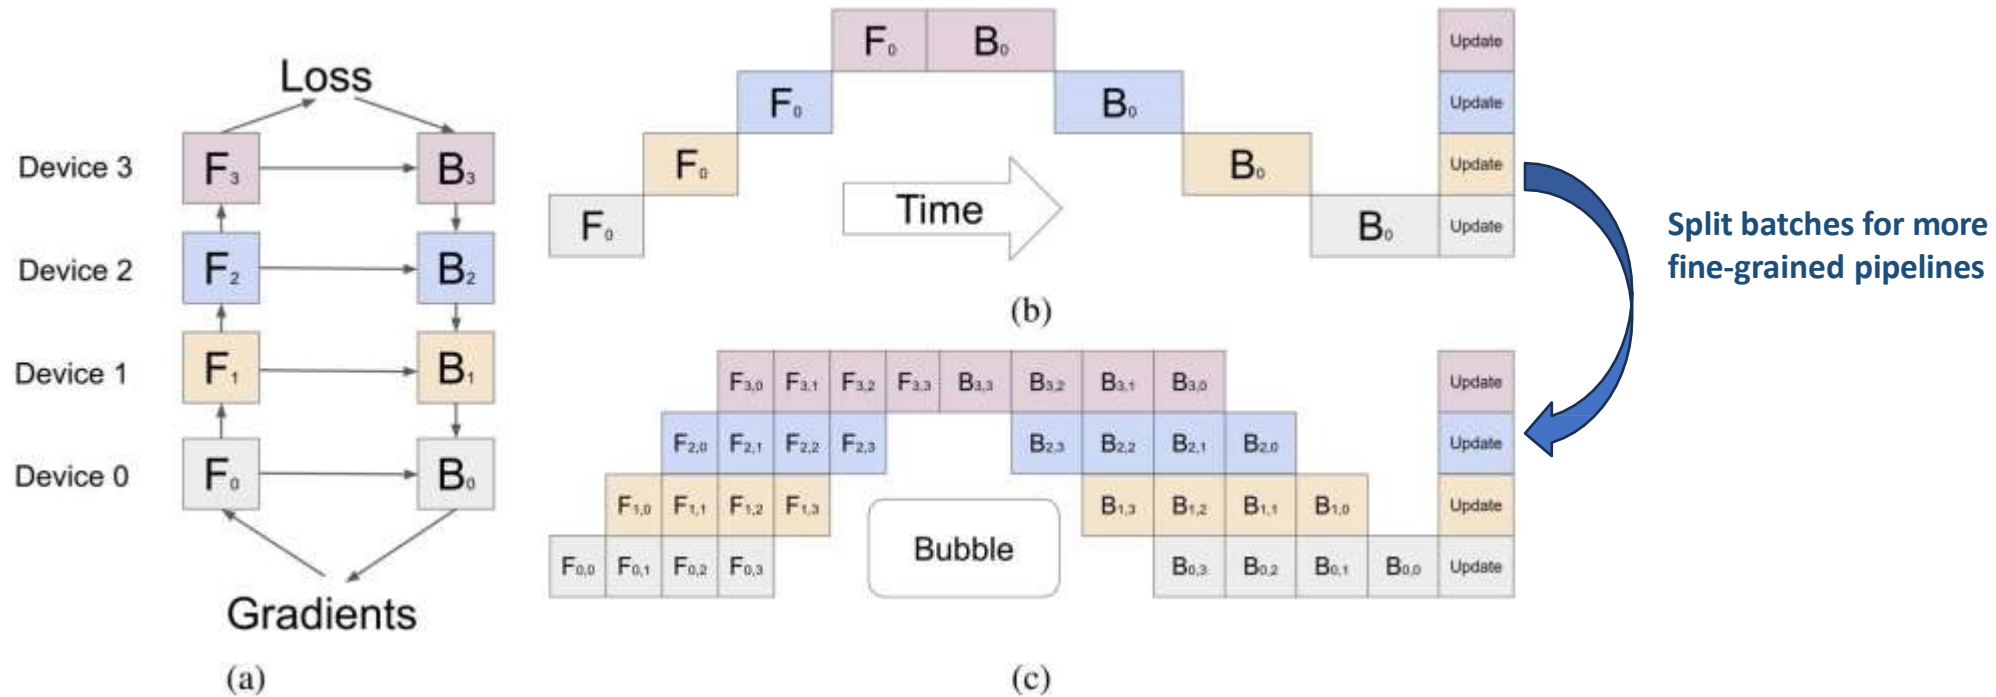 Loss
Device 3
F3
B3
Device 2
F2
B2
Device 1
F1
B1
Device 0
F0
B0
Gradients
(a)
F0 B0 Update
F0 B0 Update
F0 B0 Update
F0 B0 Update
Time
(b)
Split batches for more
fine-grained pipelines
F3,0 F3,1 F3,2 F3,3 B3,3 B3,2 B3,1 B3,0 Update
F2,0 F2,1 F2,2 F2,3 B2,3 B2,2 B2,1 B2,0 Update
F1,0 F1,1 F1,2 F1,3 B1,3 B1,2 B1,1 B1,0 Update
F0,0 F0,1 F0,2 F0,3 B0,3 B0,2 B0,1 B0,0 Update
Bubble
(c)